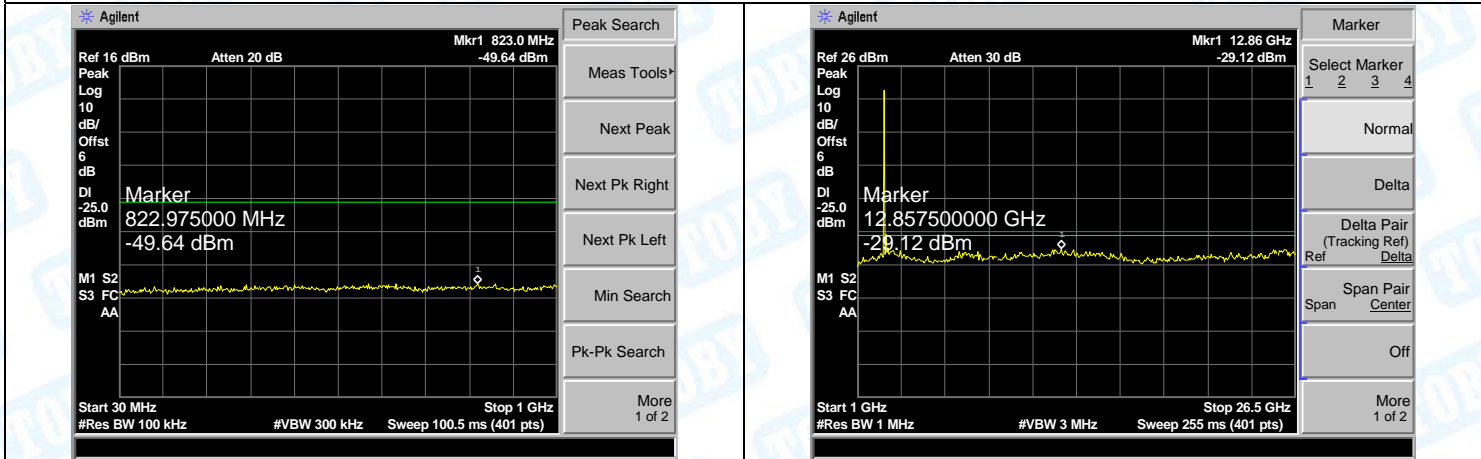 Agilent
Peak Search
Mkr1 823.0 MHz
Ref 16 dBm Atten 20 dB -49.64 dBm
Peak
Log
10
dB/
Offst
6
dB
DI
-25.0
dBm
Marker
822.975000 MHz
-49.64 dBm
1
M1 S2
S3 FC
AA
Start 30 MHz Stop 1 GHz
#Res BW 100 kHz #VBW 300 kHz Sweep 100.5 ms (401 pts)
Meas Tools
Next Peak
Next Pk Right
Next Pk Left
Min Search
Pk-Pk Search
More
1 of 2
Agilent
Marker
Mkr1 12.86 GHz
Ref 26 dBm Atten 30 dB -29.12 dBm
Peak
Log
10
dB/
Offst
6
dB
DI
-25.0
dBm
Marker
12.857500000 GHz
-29.12 dBm
1
M1 S2
S3 FC
AA
Start 1 GHz Stop 26.5 GHz
#Res BW 1 MHz #VBW 3 MHz Sweep 255 ms (401 pts)
Select Marker
1 2 3 4
Normal
Delta
Delta Pair
(Tracking Ref)
Ref Delta
Span Pair
Span Center
Off
More
1 of 2
TOBY